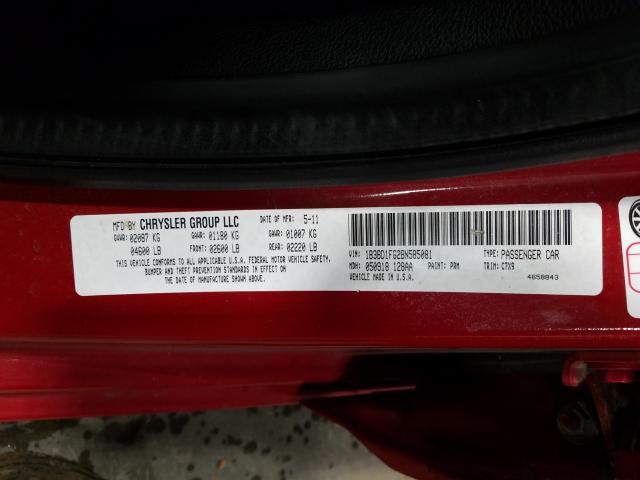 MFD BY CHRYSLER GROUP LLC DATE OF MFR: 5-11
GVWR: 02087 KG GAWR: 01180 KG GAWR: 01007 KG
04600 LB FRONT: 02600 LB REAR: 02220 LB
THIS VEHICLE CONFORMS TO ALL APPLICABLE U.S.A. FEDERAL MOTOR VEHICLE SAFETY,
BUMPER AND THEFT PREVENTION STANDARDS IN EFFECT ON
THE DATE OF MANUFACTURE SHOWN ABOVE.
VIN: 1B3BD1FG2BN585081 TYPE: PASSENGER CAR
MDH: 050918 128AA PAINT: PRM TRIM: C7X9
VEHICLE MADE IN U.S.A. 4658843